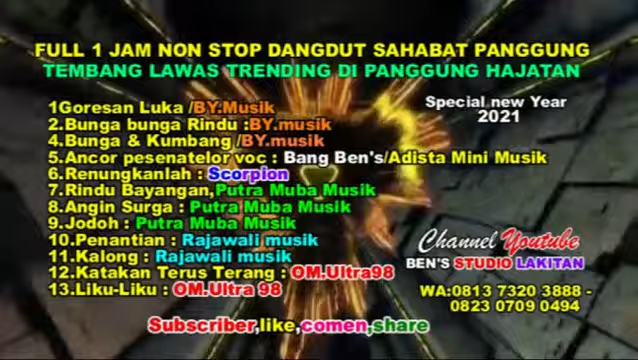 FULL 1 JAM NON STOP DANGDUT SAHABAT PANGGUNG
TEMBANG LAWAS TRENDING DI PANGGUNG HAJATAN
Special new Year
2021
1Goresan Luka /BY.Musik
2.Bunga bunga Rindu :BY.musik
4.Bunga & Kumbang /BY.musik
5.Ancor pesenatelor voc : Bang Ben's/Adista Mini Musik
6.Renungkanlah : Scorpion
7.Rindu Bayangan,Putra Muba Musik
8.Angin Surga : Putra Muba Musik
9.Jodoh : Putra Muba Musik
10.Penantian : Rajawali musik
11.Kalong : Rajawali musik
12.Katakan Terus Terang : OM.Ultra98
13.Liku-Liku : OM.Ultra 98
Channel Youtube
BEN'S STUDIO LAKITAN
WA:0813 7320 3888 -
0823 0709 0494
Subscriber,like,comen,share